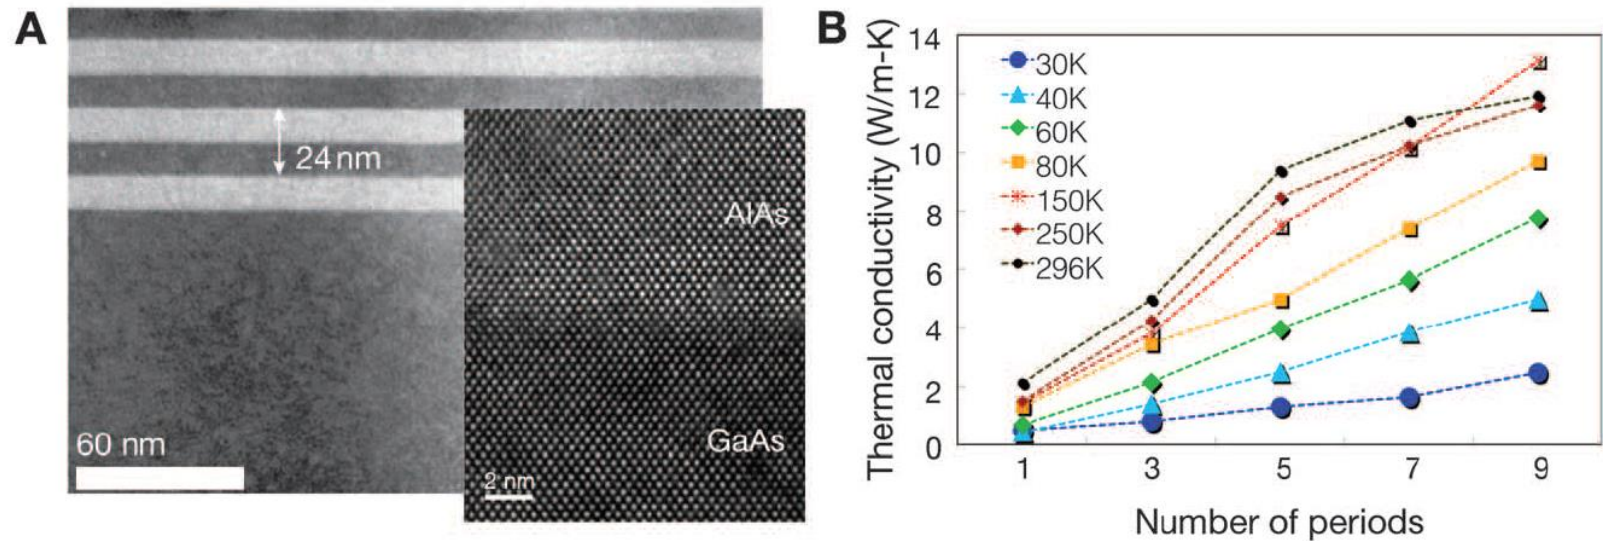 A
24 nm
60 nm
AlAs
GaAs
2 nm
B
Thermal conductivity (W/m-K)
14
12
10
8
6
4
2
0
30K
40K
60K
80K
150K
250K
296K
1 3 5 7 9
Number of periods